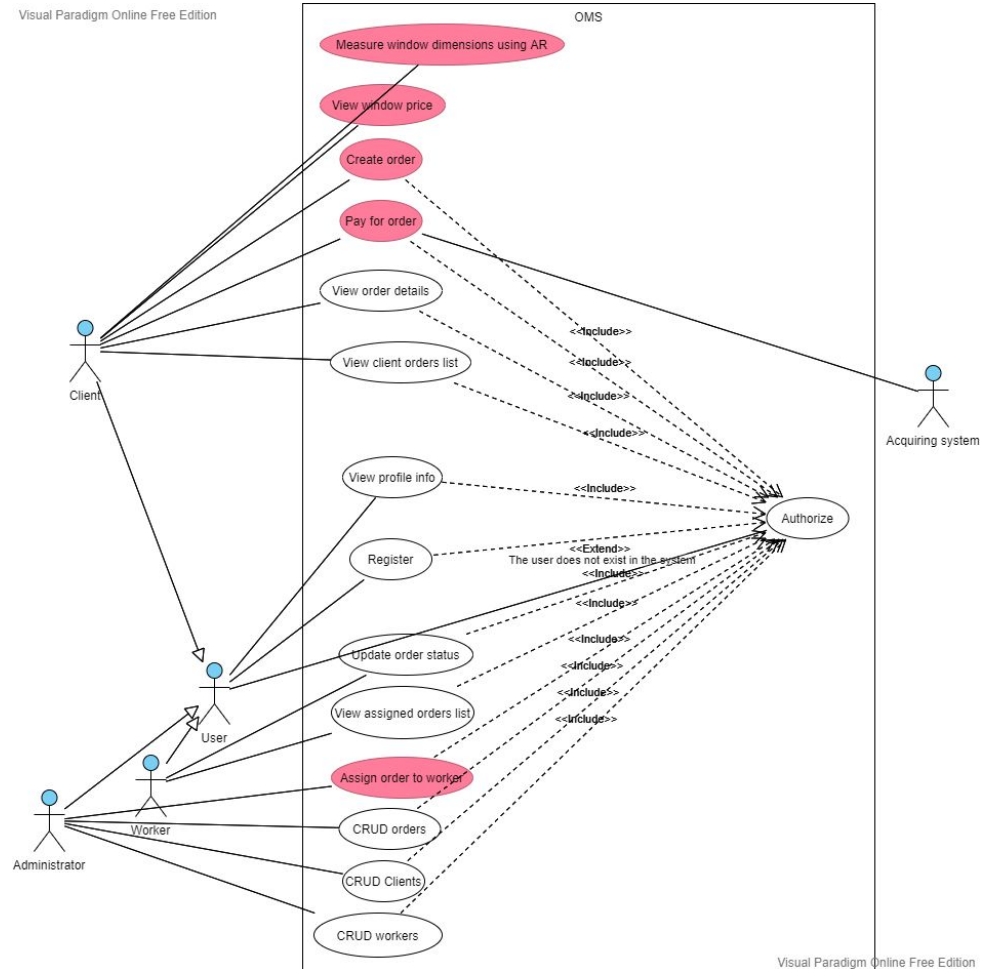 Visual Paradigm Online Free Edition
OMS
Measure window dimensions using AR
View window price
Create order
Pay for order
View order details
<<Include>>
View client orders list
<<Include>>
Client
<<Include>>
Acquiring system
<<Include>>
View profile info
<<Include>>
Authorize
Register
<<Extend>>
The user does not exist in the system
<<Include>>
<<Include>>
Update order status
<<Include>>
<<Include>>
<<Include>>
View assigned orders list
<<Include>>
User
Assign order to worker
Worker
CRUD orders
Administrator
CRUD Clients
CRUD workers
Visual Paradigm Online Free Edition